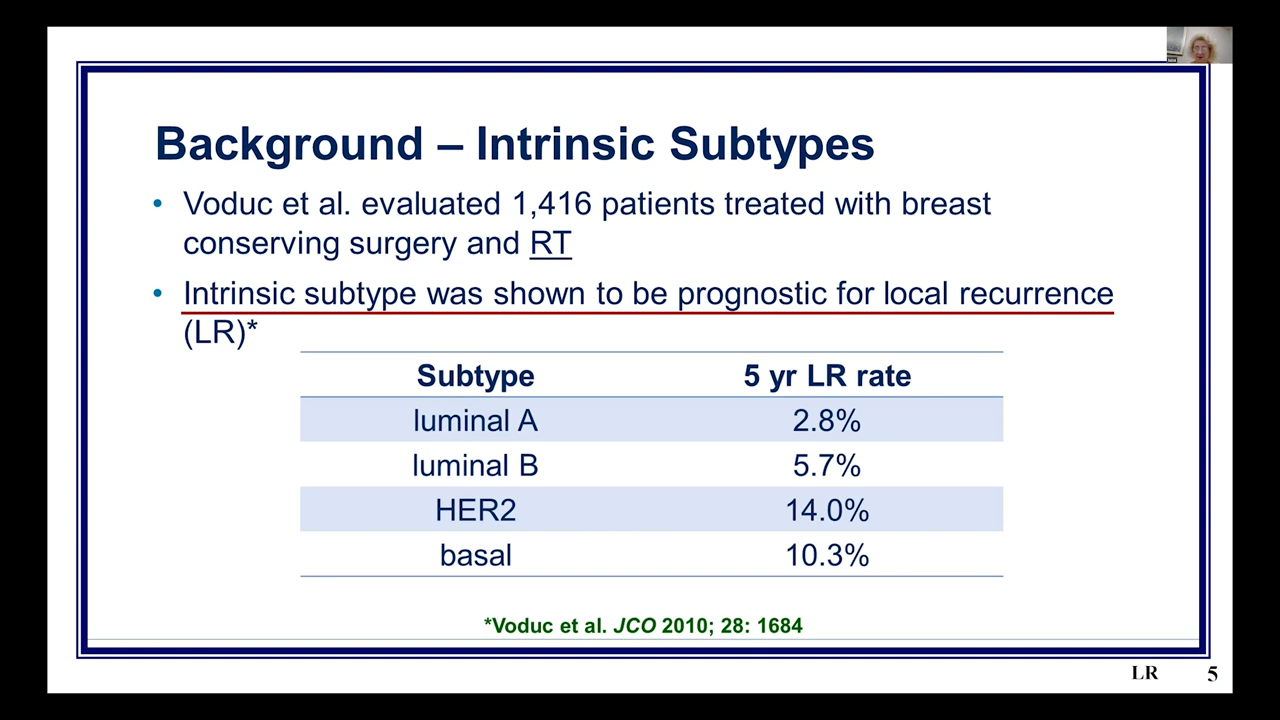 Background – Intrinsic Subtypes
• Voduc et al. evaluated 1,416 patients treated with breast
conserving surgery and RT
• Intrinsic subtype was shown to be prognostic for local recurrence
(LR)*
Subtype 5 yr LR rate
luminal A 2.8%
luminal B 5.7%
HER2 14.0%
basal 10.3%
*Voduc et al. JCO 2010; 28: 1684
LR 5